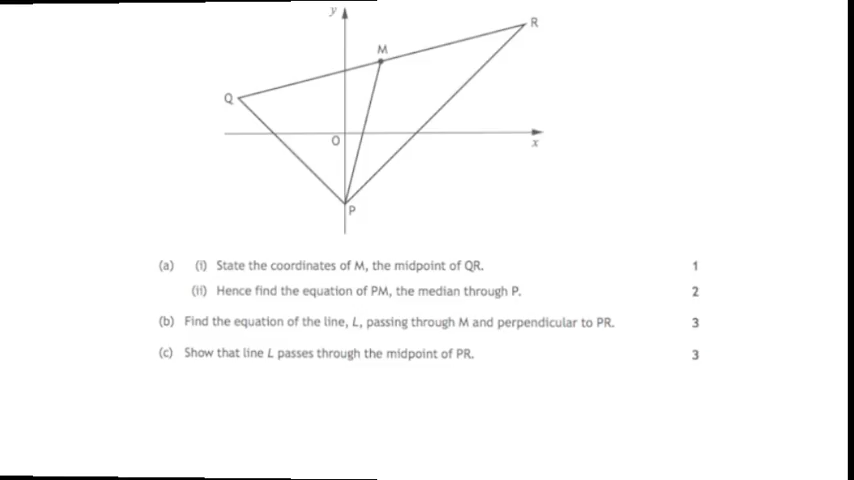 y
R
M
Q
O
x
P
(a) (i) State the coordinates of M, the midpoint of QR. 1
(ii) Hence find the equation of PM, the median through P. 2
(b) Find the equation of the line, L, passing through M and perpendicular to PR. 3
(c) Show that line L passes through the midpoint of PR. 3